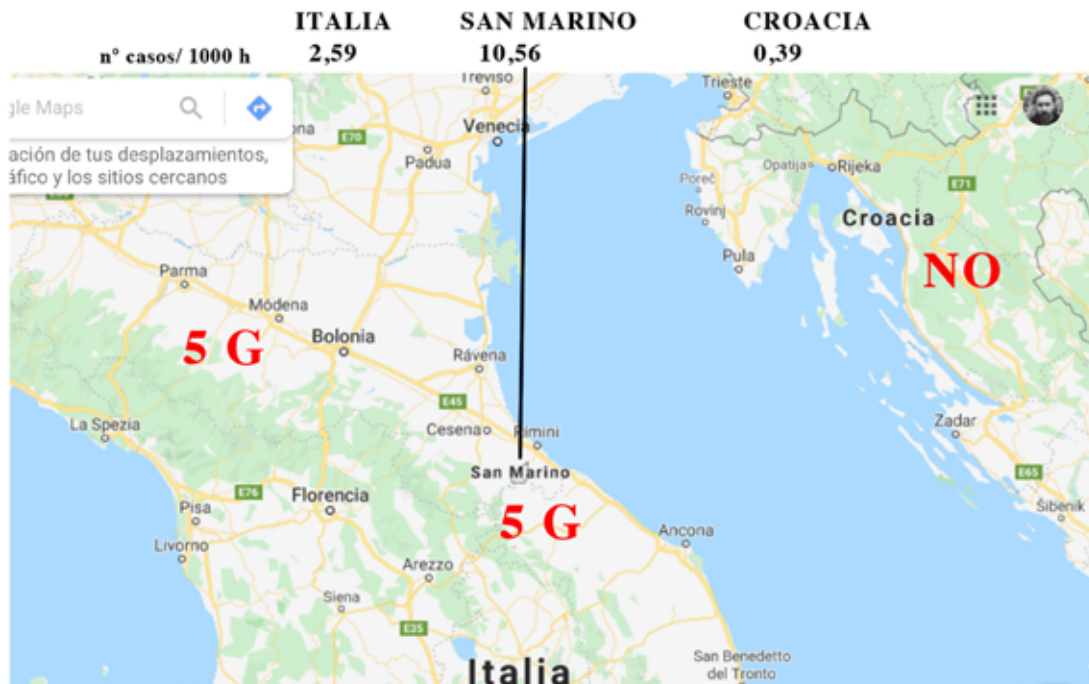 ITALIA SAN MARINO CROACIA
n° casos/ 1000 h 2,59 10,56 0,39
gle Maps
ación de tus desplazamientos,
áfico y los sitios cercanos
Treviso
Trieste
E70
Venecia
Padua
Opatija
Rijeka
E71
Poreč
Rovinj
Croacia
Pula
NO
Parma
Módena
5 G
Bolonia
Rávena
E45
La Spezia
Cesena
Rimini
Zadar
San Marino
E65
E76
Florencia
5 G
Šibenik
Pisa
Ancona
Livorno
Arezzo
Siena
E35
Italia
San Benedetto
del Tronto